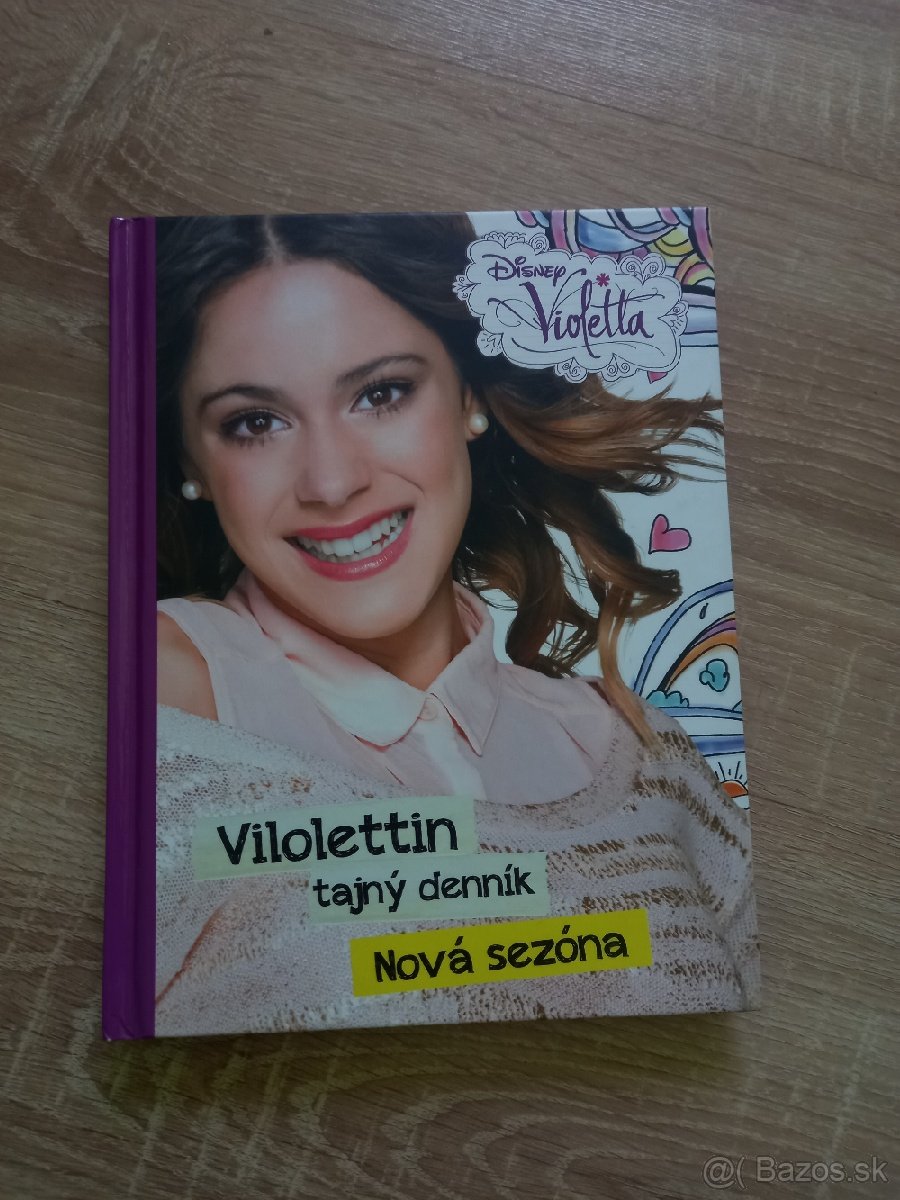 Disney
Violetta
Vilolettin
tajný denník
Nová sezóna
@( Bazos.sk